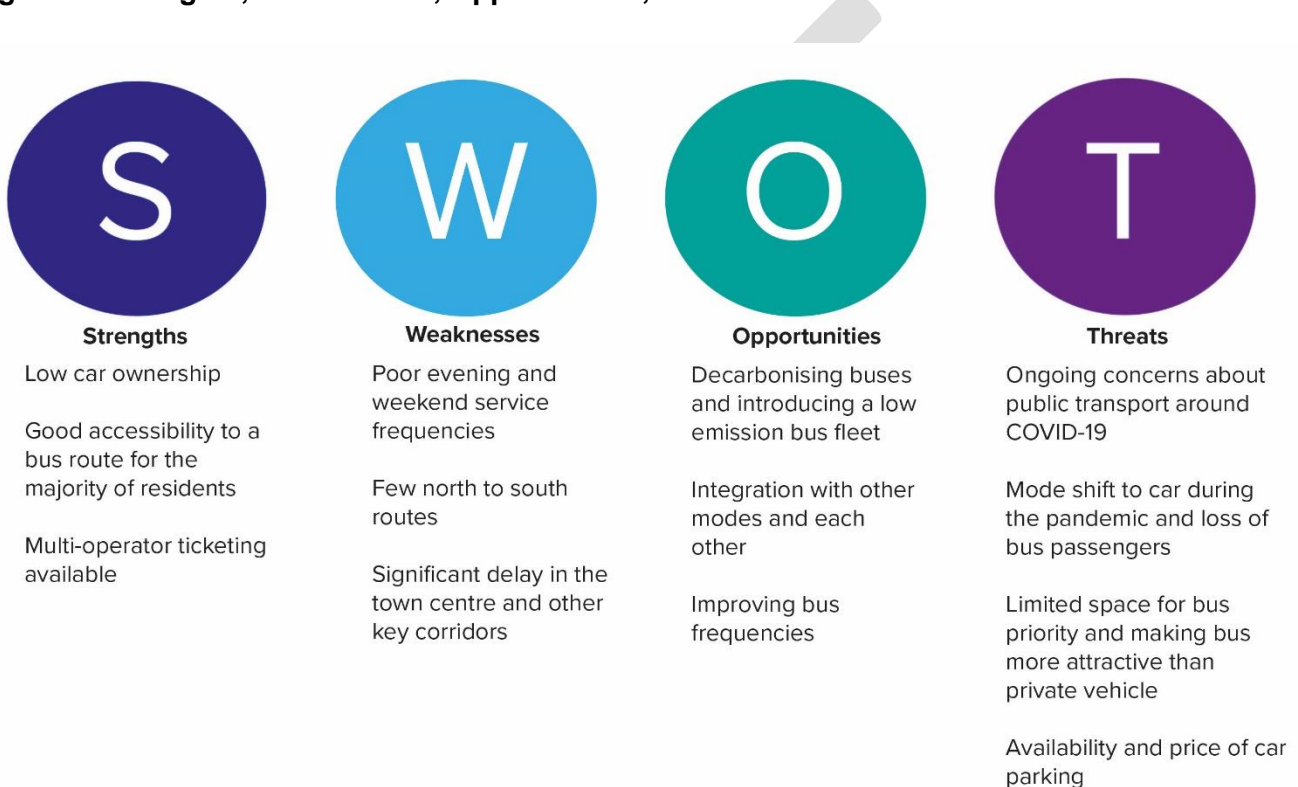 S
W
O
T
Strengths
Low car ownership
Good accessibility to a
bus route for the
majority of residents
Multi-operator ticketing
available
Weaknesses
Poor evening and
weekend service
frequencies
Few north to south
routes
Significant delay in the
town centre and other
key corridors
Opportunities
Decarbonising buses
and introducing a low
emission bus fleet
Integration with other
modes and each
other
Improving bus
frequencies
Threats
Ongoing concerns about
public transport around
COVID-19
Mode shift to car during
the pandemic and loss of
bus passengers
Limited space for bus
priority and making bus
more attractive than
private vehicle
Availability and price of car
parking